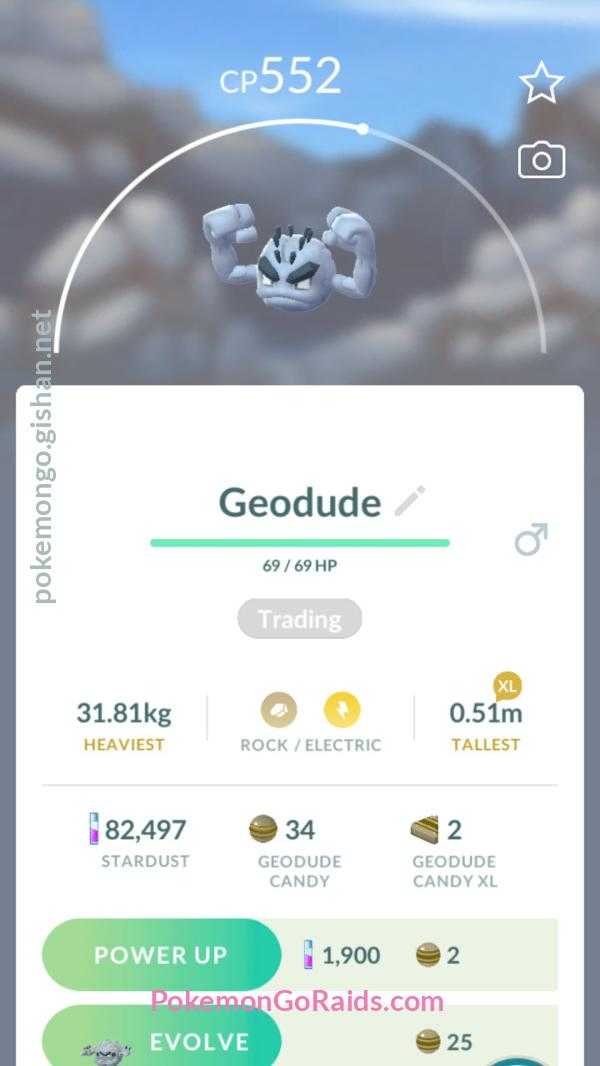 CP552
pokemongo.gishan.net
Geodude
69 / 69 HP
Trading
XL
31.81kg
0.51m
HEAVIEST
ROCK / ELECTRIC
TALLEST
82,497
34
2
STARDUST
GEODUDE
CANDY
GEODUDE
CANDY XL
POWER UP
1,900
2
PokemonGoRaids.com
EVOLVE
25